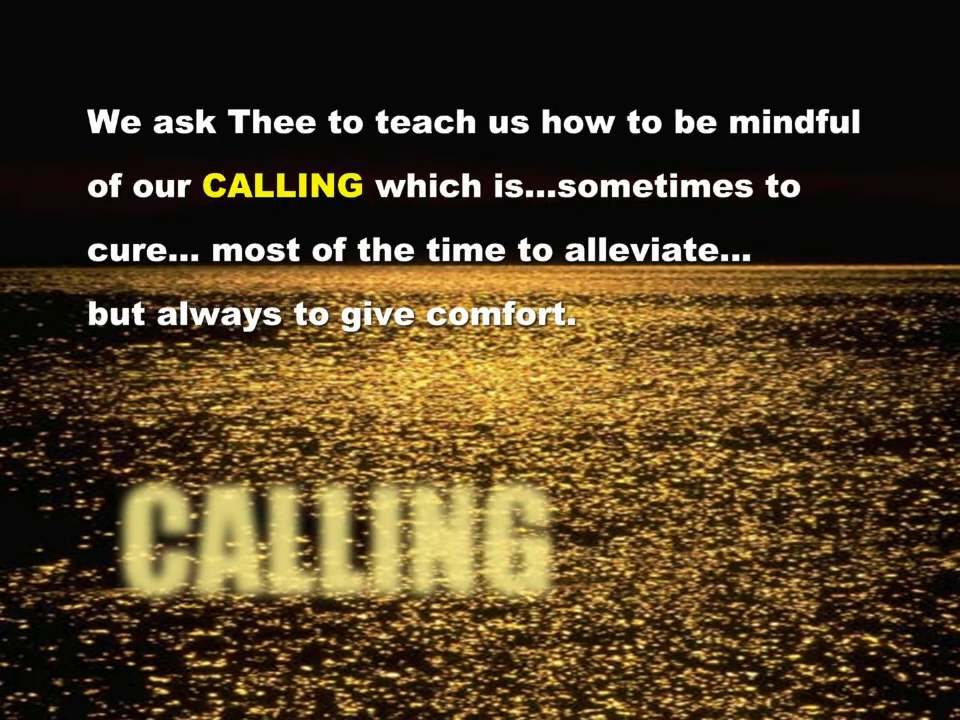 We ask Thee to teach us how to be mindful
of our CALLING which is...sometimes to
cure... most of the time to alleviate...
but always to give comfort.
CALLING